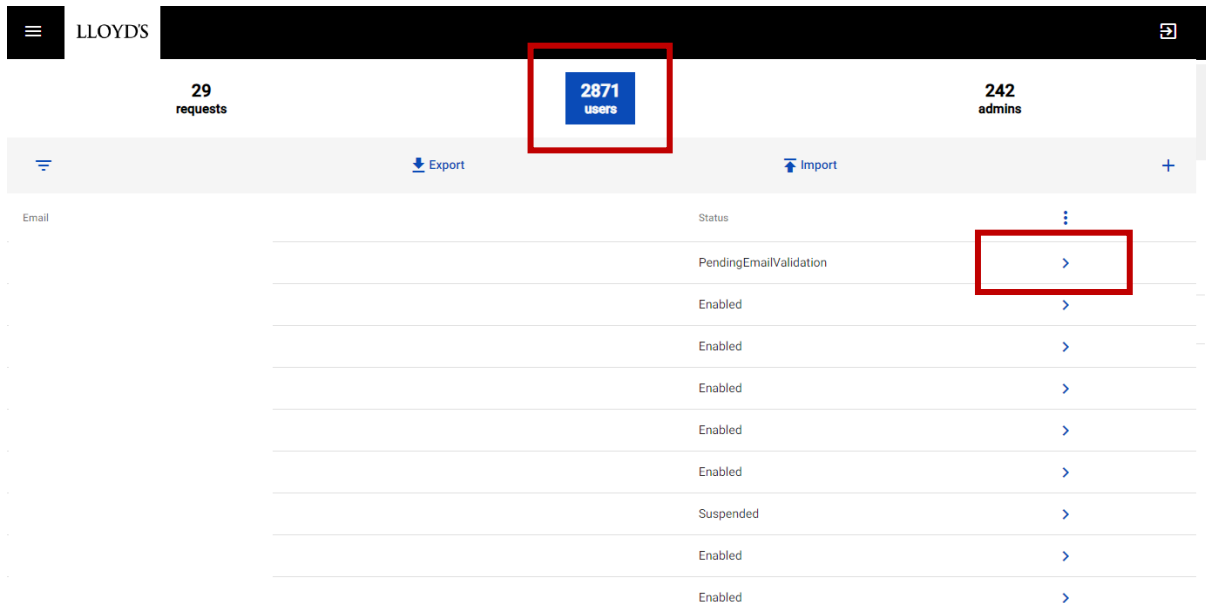 LLOYD'S
29 2871 242
requests users admins
Export Import
Email Status
PendingEmailValidation
Enabled
Enabled
Enabled
Enabled
Enabled
Suspended
Enabled
Enabled